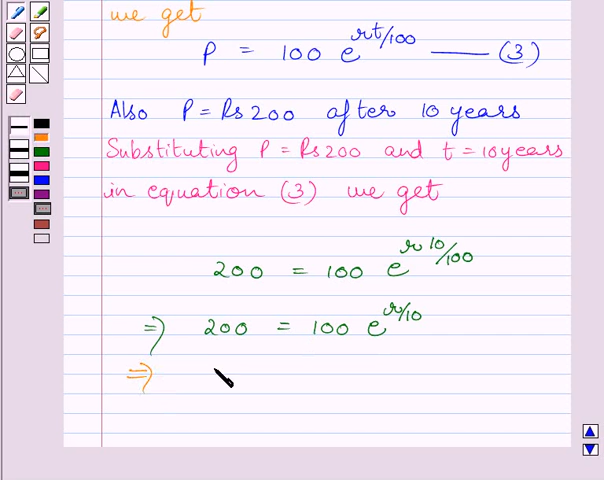 we get
P = 100 e^{rt/100} —— (3)
Also P = Rs 200 after 10 years
Substituting P = Rs 200 and t = 10 years
in equation (3) we get
200 = 100 e^{r 10/100}
⇒ 200 = 100 e^{r/10}
⇒